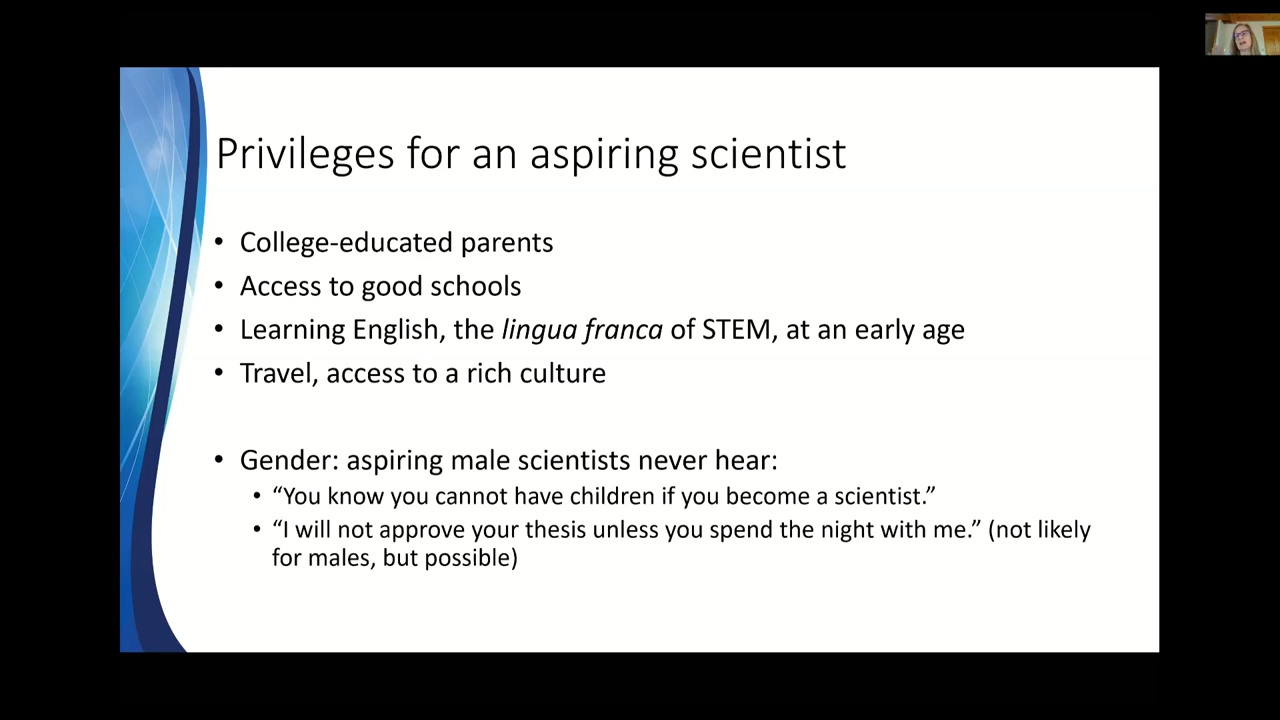 Privileges for an aspiring scientist
• College-educated parents
• Access to good schools
• Learning English, the lingua franca of STEM, at an early age
• Travel, access to a rich culture
• Gender: aspiring male scientists never hear:
• “You know you cannot have children if you become a scientist.”
• “I will not approve your thesis unless you spend the night with me.” (not likely
for males, but possible)